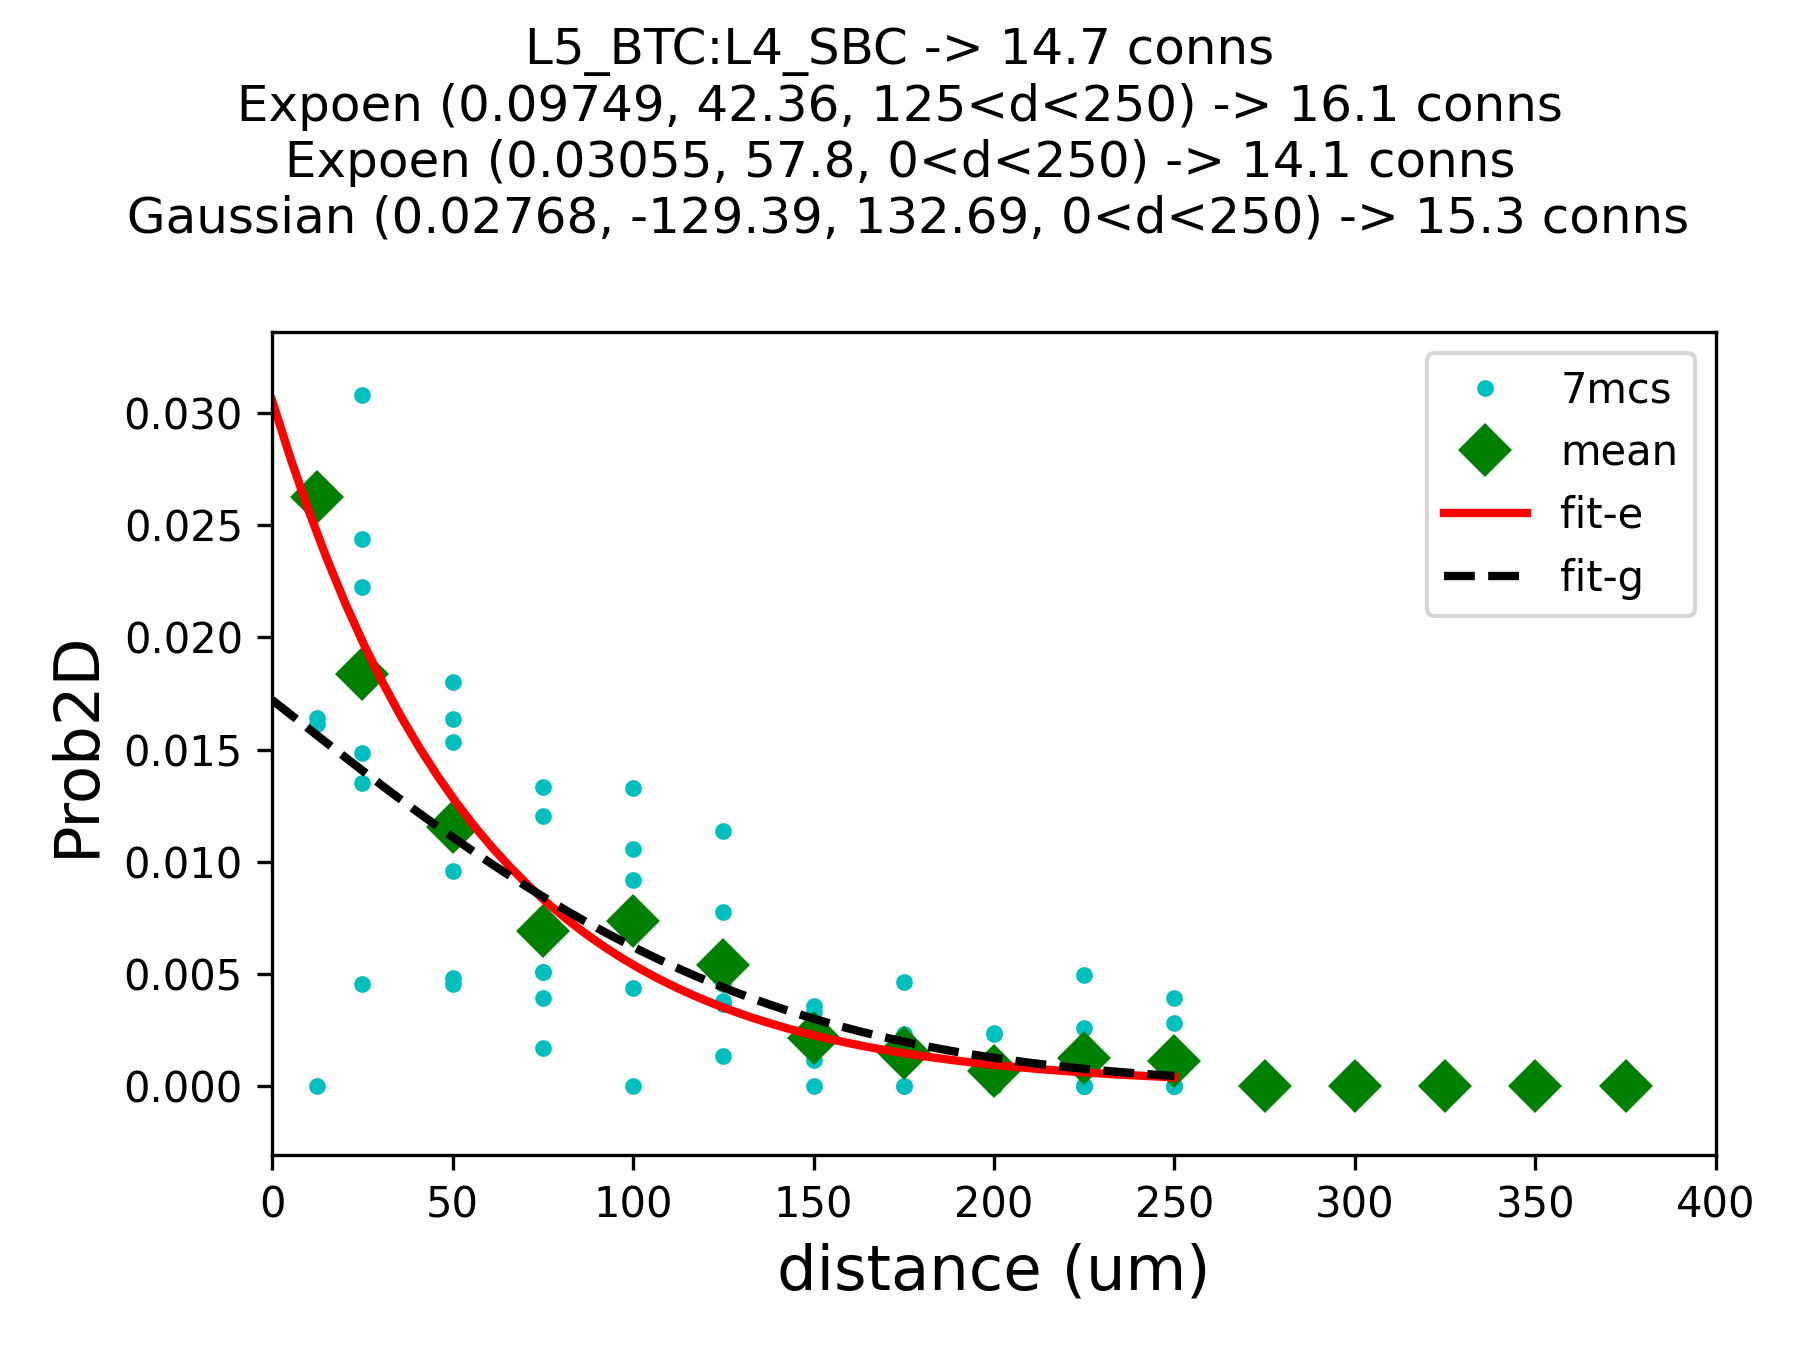 L5_BTC:L4_SBC -> 14.7 conns
Expoen (0.09749, 42.36, 125<d<250) -> 16.1 conns
Expoen (0.03055, 57.8, 0<d<250) -> 14.1 conns
Gaussian (0.02768, -129.39, 132.69, 0<d<250) -> 15.3 conns
7mcs
mean
fit-e
fit-g
Prob2D
0.030
0.025
0.020
0.015
0.010
0.005
0.000
0 50 100 150 200 250 300 350 400
distance (um)